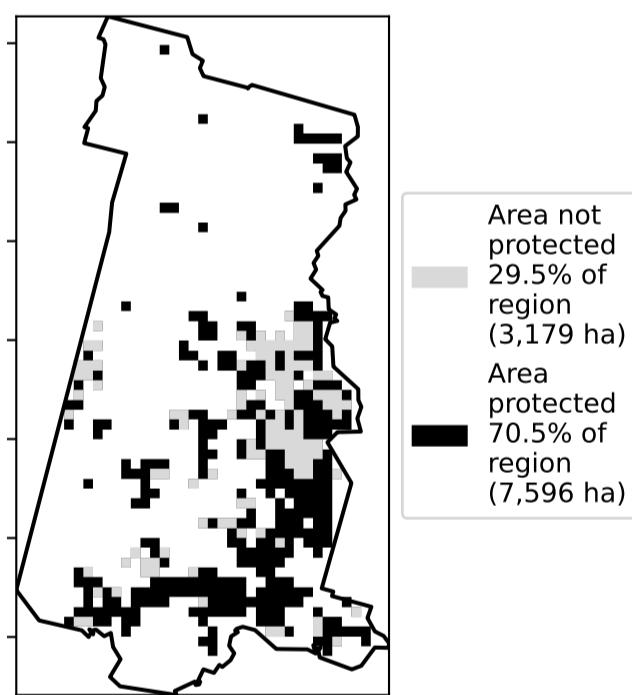 Area not
protected
29.5% of
region
(3,179 ha)
Area
protected
70.5% of
region
(7,596 ha)